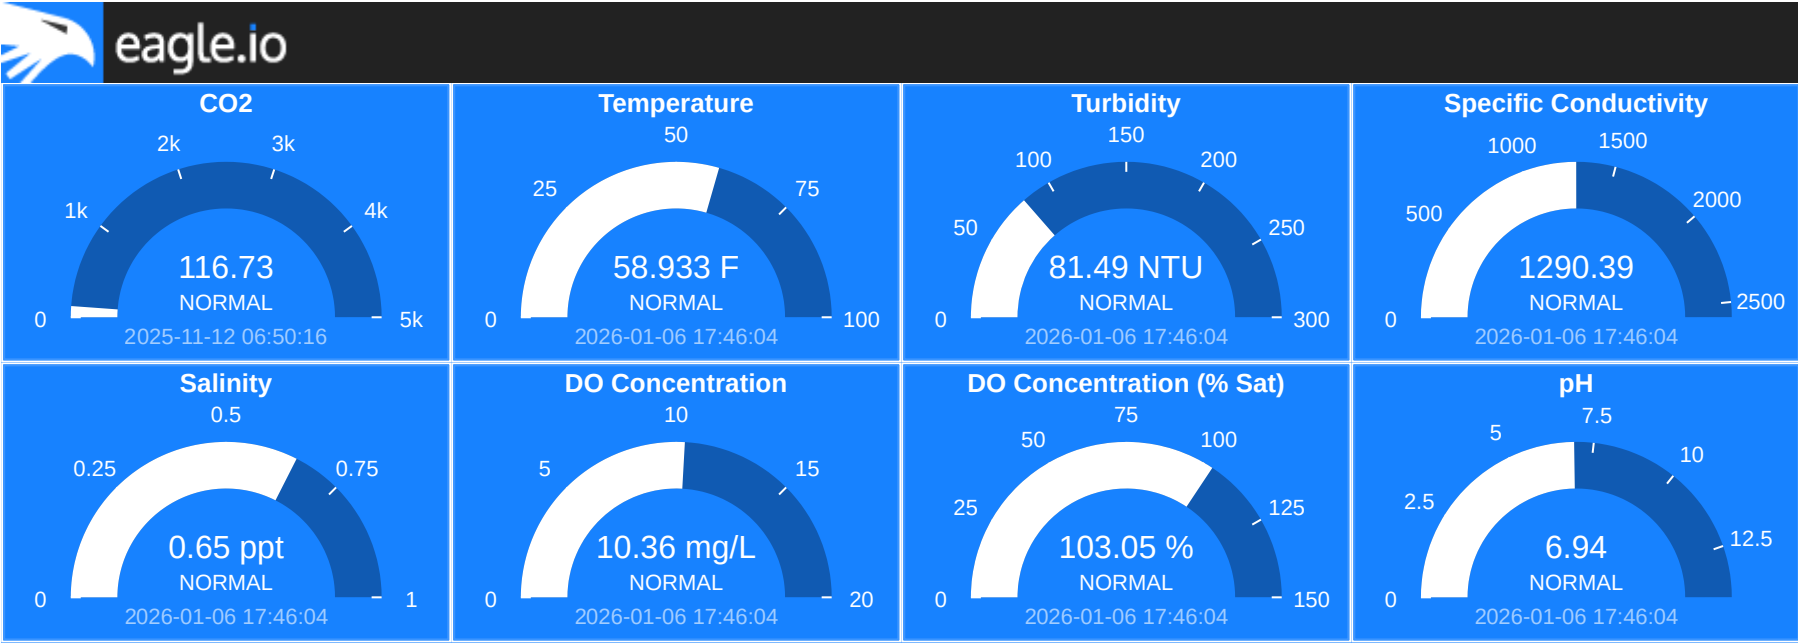 eagle.io
CO2
2k
3k
1k
4k
0
5k
116.73
NORMAL
2025-11-12 06:50:16
Temperature
50
25
75
0
100
58.933 F
NORMAL
2026-01-06 17:46:04
Turbidity
150
100
200
50
250
0
300
81.49 NTU
NORMAL
2026-01-06 17:46:04
Specific Conductivity
1000
1500
500
2000
0
2500
1290.39
NORMAL
2026-01-06 17:46:04
Salinity
0.5
0.25
0.75
0
1
0.65 ppt
NORMAL
2026-01-06 17:46:04
DO Concentration
10
5
15
0
20
10.36 mg/L
NORMAL
2026-01-06 17:46:04
DO Concentration (% Sat)
75
50
100
25
125
0
150
103.05 %
NORMAL
2026-01-06 17:46:04
pH
7.5
5
10
2.5
12.5
0
6.94
NORMAL
2026-01-06 17:46:04